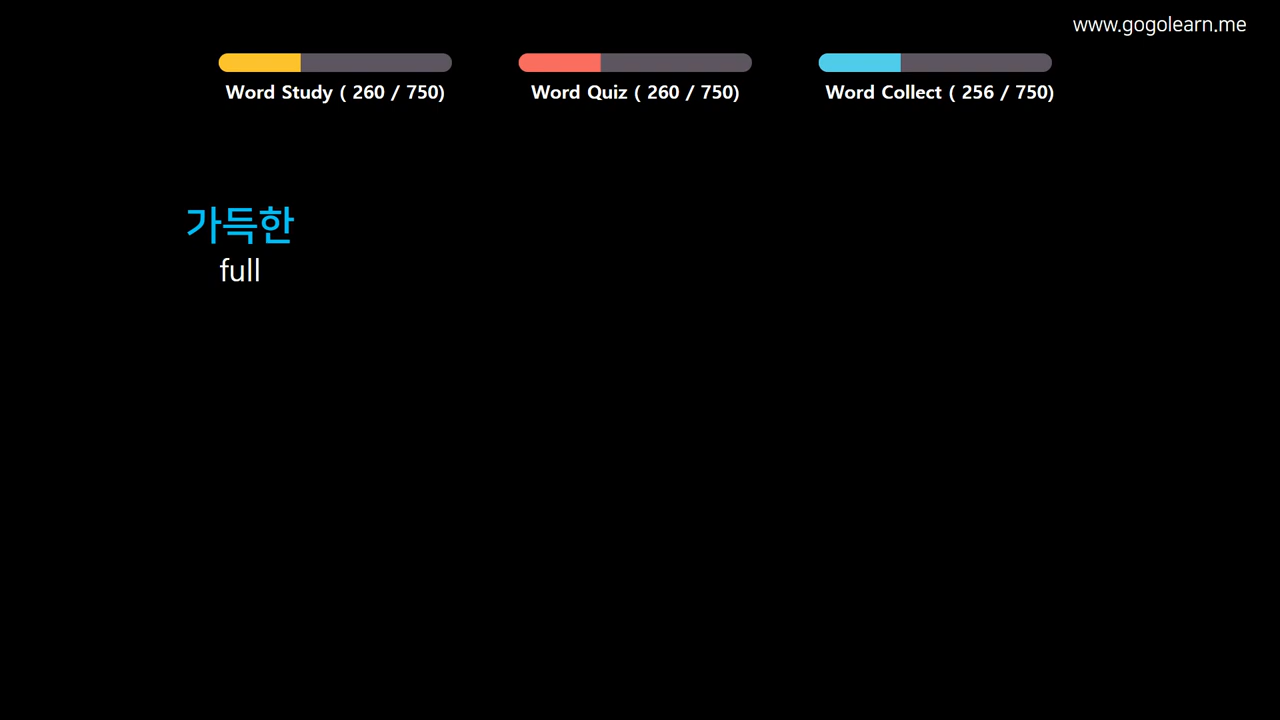 www.gogolearn.me
Word Study ( 260 / 750)
Word Quiz ( 260 / 750)
Word Collect ( 256 / 750)
가득한
full